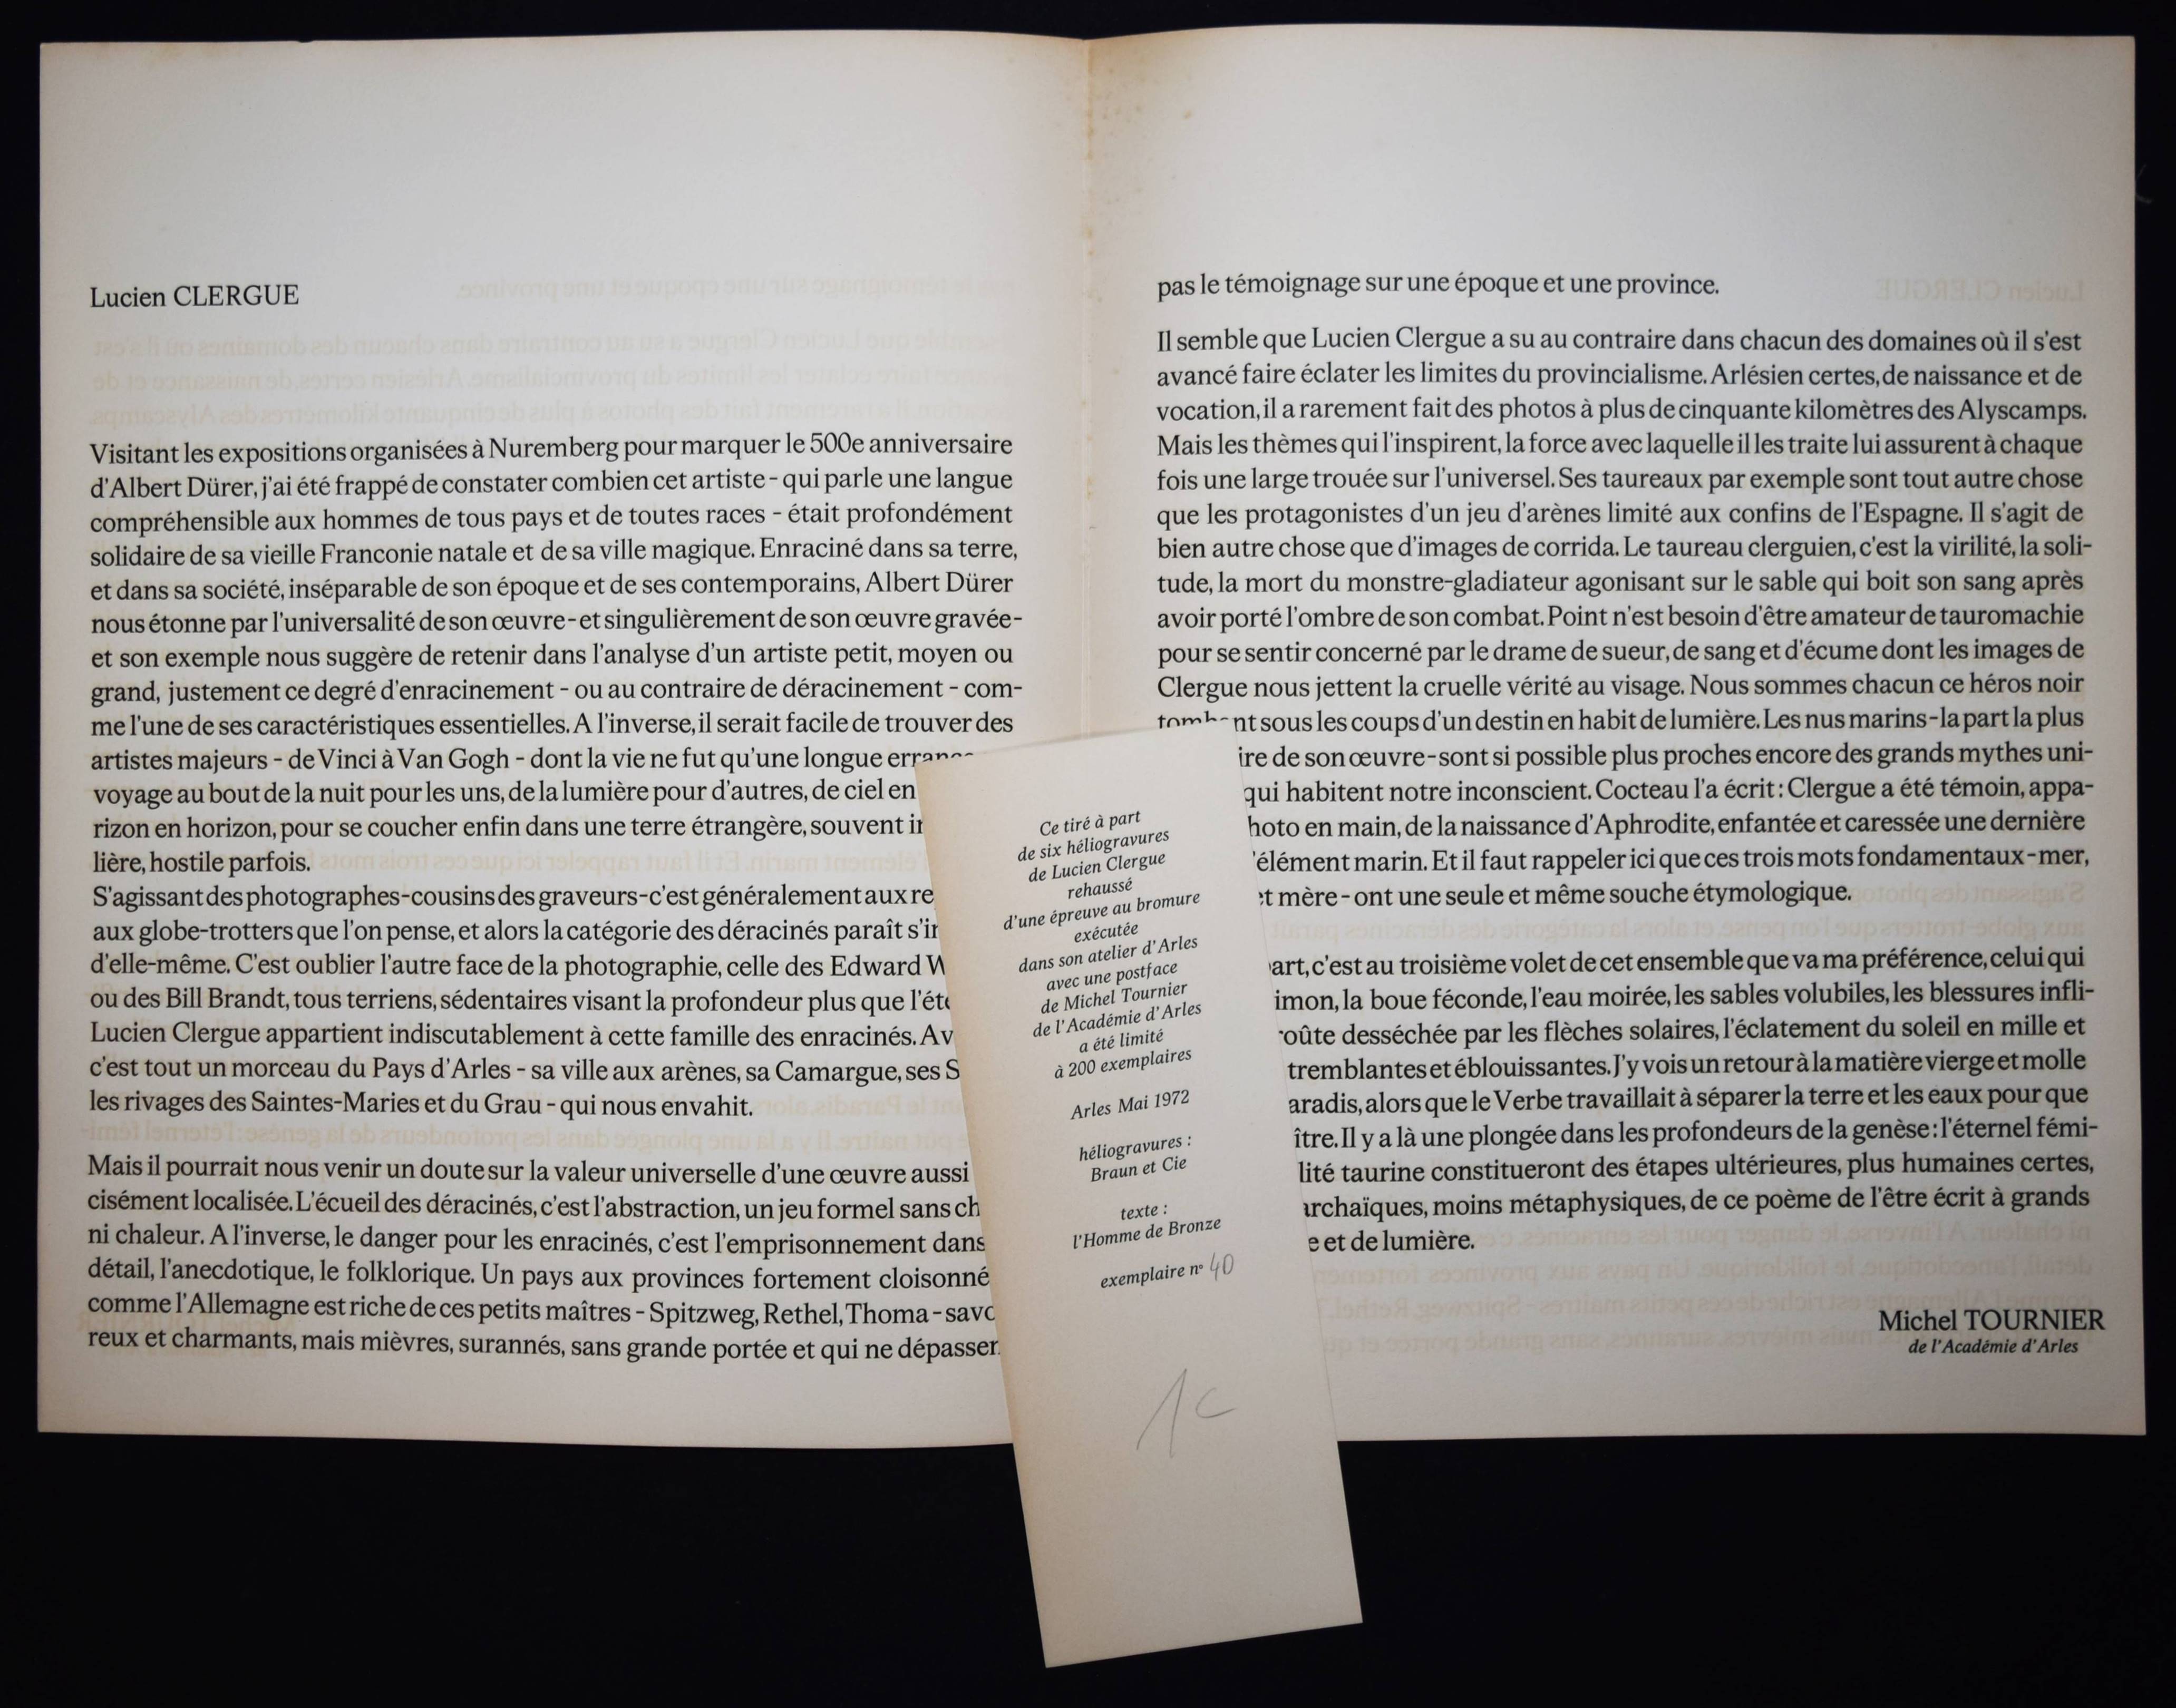 Lucien CLERGUE
Visitant les expositions organisées à Nuremberg pour marquer le 500e anniversaire
d'Albert Dürer, j'ai été frappé de constater combien cet artiste - qui parle une langue
compréhensible aux hommes de tous pays et de toutes races - était profondément
solidaire de sa vieille Franconie natale et de sa ville magique. Enraciné dans sa terre,
et dans sa société, inséparable de son époque et de ses contemporains, Albert Dürer
nous étonne par l'universalité de son œuvre - et singulièrement de son œuvre gravée -
et son exemple nous suggère de retenir dans l'analyse d'un artiste petit, moyen ou
grand, justement ce degré d'enracinement - ou au contraire de déracinement - com-
me l'une de ses caractéristiques essentielles. A l'inverse, il serait facile de trouver des
artistes majeurs - de Vinci à Van Gogh - dont la vie ne fut qu'une longue
voyage au bout de la nuit pour les uns, de la lumière pour d'autres, de ciel en
rizon en horizon, pour se coucher enfin dans une terre étrangère, souvent
lière, hostile parfois.
S'agissant des photographes - cousins des graveurs - c'est généralement aux
aux globe-trotters que l'on pense, et alors la catégorie des déracinés paraît
d'elle-même. C'est oublier l'autre face de la photographie, celle des Edward
ou des Bill Brandt, tous terriens, sédentaires visant la profondeur plus que
Lucien Clergue appartient indiscutablement à cette famille des enracinés.
c'est tout un morceau du Pays d'Arles - sa ville aux arènes, sa Camargue, ses
les rivages des Saintes-Maries et du Grau - qui nous envahit.
Mais il pourrait nous venir un doute sur la valeur universelle d'une œuvre aussi
cisément localisée. L'écueil des déracinés, c'est l'abstraction, un jeu formel sans
ni chaleur. A l'inverse, le danger pour les enracinés, c'est l'emprisonnement dans
détail, l'anecdotique, le folklorique. Un pays aux provinces fortement
comme l'Allemagne est riche de ces petits maîtres - Spitzweg, Rethel, Thoma -
reux et charmants, mais mièvres, surannés, sans grande portée et qui ne
pas le témoignage sur une époque et une province.
Il semble que Lucien Clergue a su au contraire dans chacun des domaines où il s'est
avancé faire éclater les limites du provincialisme. Arlésien certes, de naissance et de
vocation, il a rarement fait des photos à plus de cinquante kilomètres des Alyscamps.
Mais les thèmes qui l'inspirent, la force avec laquelle il les traite lui assurent à chaque
fois une large trouée sur l'universel. Ses taureaux par exemple sont tout autre chose
que les protagonistes d'un jeu d'arènes limité aux confins de l'Espagne. Il s'agit de
bien autre chose que d'images de corrida. Le taureau clerguien, c'est la virilité, la soli-
tude, la mort du monstre-gladiateur agonisant sur le sable qui boit son sang après
avoir porté l'ombre de son combat. Point n'est besoin d'être amateur de tauromachie
pour se sentir concerné par le drame de sueur, de sang et d'écume dont les images de
Clergue nous jettent la cruelle vérité au visage. Nous sommes chacun ce héros noir
sous les coups d'un destin en habit de lumière. Les nus marins - la part la plus
de son œuvre - sont si possible plus proches encore des grands mythes uni-
qui habitent notre inconscient. Cocteau l'a écrit : Clergue a été témoin, appa-
en main, de la naissance d'Aphrodite, enfantée et caressée une dernière
l'élément marin. Et il faut rappeler ici que ces trois mots fondamentaux - mer,
et mère - ont une seule et même souche étymologique.
c'est au troisième volet de cet ensemble que va ma préférence, celui qui
la boue féconde, l'eau moirée, les sables volubiles, les blessures infli-
desséchée par les flèches solaires, l'éclatement du soleil en mille et
tremblantes et éblouissantes. J'y vois un retour à la matière vierge et molle
alors que le Verbe travaillait à séparer la terre et les eaux pour que
Il y a là une plongée dans les profondeurs de la genèse : l'éternel fémi-
taurine constitueront des étapes ultérieures, plus humaines certes,
archaïques, moins métaphysiques, de ce poème de l'être écrit à grands
et de lumière.
Michel TOURNIER
de l'Académie d'Arles
Ce tiré à part
de six héliogravures
de Lucien Clergue
rehaussé
d'une épreuve au bromure
exécutée
dans son atelier d'Arles
avec une postface
de Michel Tournier
de l'Académie d'Arles
a été limité
à 200 exemplaires
Arles Mai 1972
héliogravures :
Braun et Cie
texte :
l'Homme de Bronze
exemplaire n° 40